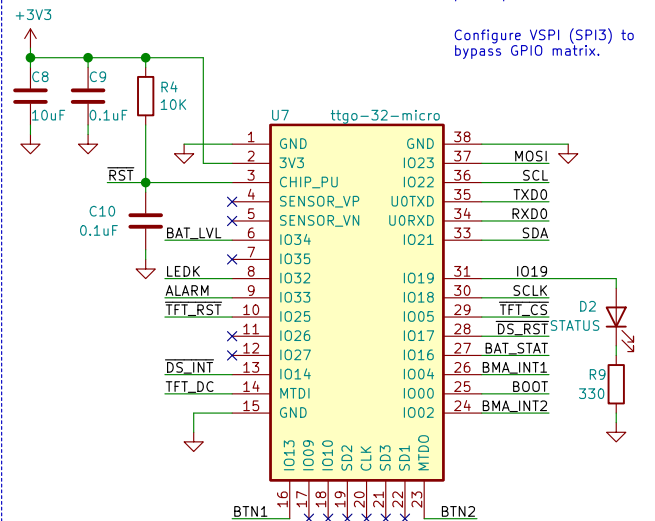 +3V3
Configure VSPI (SPI3) to
bypass GPIO matrix.
C8
10uF
C9
0.1uF
R4
10K
U7
ttgo-32-micro
RST
C10
0.1uF
1 GND
2 3V3
3 CHIP_PU
4 SENSOR_VP
5 SENSOR_VN
BAT_LVL 6 IO34
7 IO35
LEDK 8 IO32
ALARM 9 IO33
TFT_RST 10 IO25
11 IO26
12 IO27
DS_INT 13 IO14
TFT_DC 14 MTDI
15 GND
GND 38
IO23 37 MOSI
IO22 36 SCL
U0TXD 35 TXD0
U0RXD 34 RXD0
IO21 33 SDA
IO19 31 IO19
IO18 30 SCLK
IO05 29 TFT_CS
IO17 28 DS_RST
IO16 27 BAT_STAT
IO04 26 BMA_INT1
IO00 25 BOOT
IO02 24 BMA_INT2
D2
STATUS
R9
330
IO13 16
IO09 17
IO10 18
SD2 19
CLK 20
SD3 21
SD1 22
MTDO 23
BTN1
BTN2